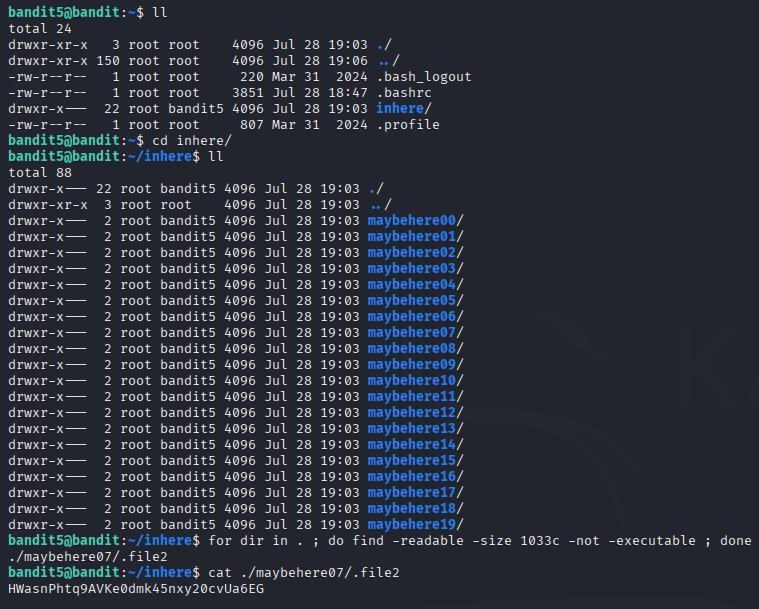 bandit5@bandit:~$ ll
total 24
drwxr-xr-x   3 root root    4096 Jul 28 19:03 ./
drwxr-xr-x 150 root root    4096 Jul 28 19:06 ../
-rw-r--r--   1 root root     220 Mar 31  2024 .bash_logout
-rw-r--r--   1 root root    3851 Jul 28 18:47 .bashrc
drwxr-x---  22 root bandit5 4096 Jul 28 19:03 inhere/
-rw-r--r--   1 root root     807 Mar 31  2024 .profile
bandit5@bandit:~$ cd inhere/
bandit5@bandit:~/inhere$ ll
total 88
drwxr-x--- 22 root bandit5 4096 Jul 28 19:03 ./
drwxr-xr-x  3 root root    4096 Jul 28 19:03 ../
drwxr-x---  2 root bandit5 4096 Jul 28 19:03 maybehere00/
drwxr-x---  2 root bandit5 4096 Jul 28 19:03 maybehere01/
drwxr-x---  2 root bandit5 4096 Jul 28 19:03 maybehere02/
drwxr-x---  2 root bandit5 4096 Jul 28 19:03 maybehere03/
drwxr-x---  2 root bandit5 4096 Jul 28 19:03 maybehere04/
drwxr-x---  2 root bandit5 4096 Jul 28 19:03 maybehere05/
drwxr-x---  2 root bandit5 4096 Jul 28 19:03 maybehere06/
drwxr-x---  2 root bandit5 4096 Jul 28 19:03 maybehere07/
drwxr-x---  2 root bandit5 4096 Jul 28 19:03 maybehere08/
drwxr-x---  2 root bandit5 4096 Jul 28 19:03 maybehere09/
drwxr-x---  2 root bandit5 4096 Jul 28 19:03 maybehere10/
drwxr-x---  2 root bandit5 4096 Jul 28 19:03 maybehere11/
drwxr-x---  2 root bandit5 4096 Jul 28 19:03 maybehere12/
drwxr-x---  2 root bandit5 4096 Jul 28 19:03 maybehere13/
drwxr-x---  2 root bandit5 4096 Jul 28 19:03 maybehere14/
drwxr-x---  2 root bandit5 4096 Jul 28 19:03 maybehere15/
drwxr-x---  2 root bandit5 4096 Jul 28 19:03 maybehere16/
drwxr-x---  2 root bandit5 4096 Jul 28 19:03 maybehere17/
drwxr-x---  2 root bandit5 4096 Jul 28 19:03 maybehere18/
drwxr-x---  2 root bandit5 4096 Jul 28 19:03 maybehere19/
bandit5@bandit:~/inhere$ for dir in . ; do find -readable -size 1033c -not -executable ; done
./maybehere07/.file2
bandit5@bandit:~/inhere$ cat ./maybehere07/.file2
HWasnPhtq9AVKe0dmk45nxy20cvUa6EG